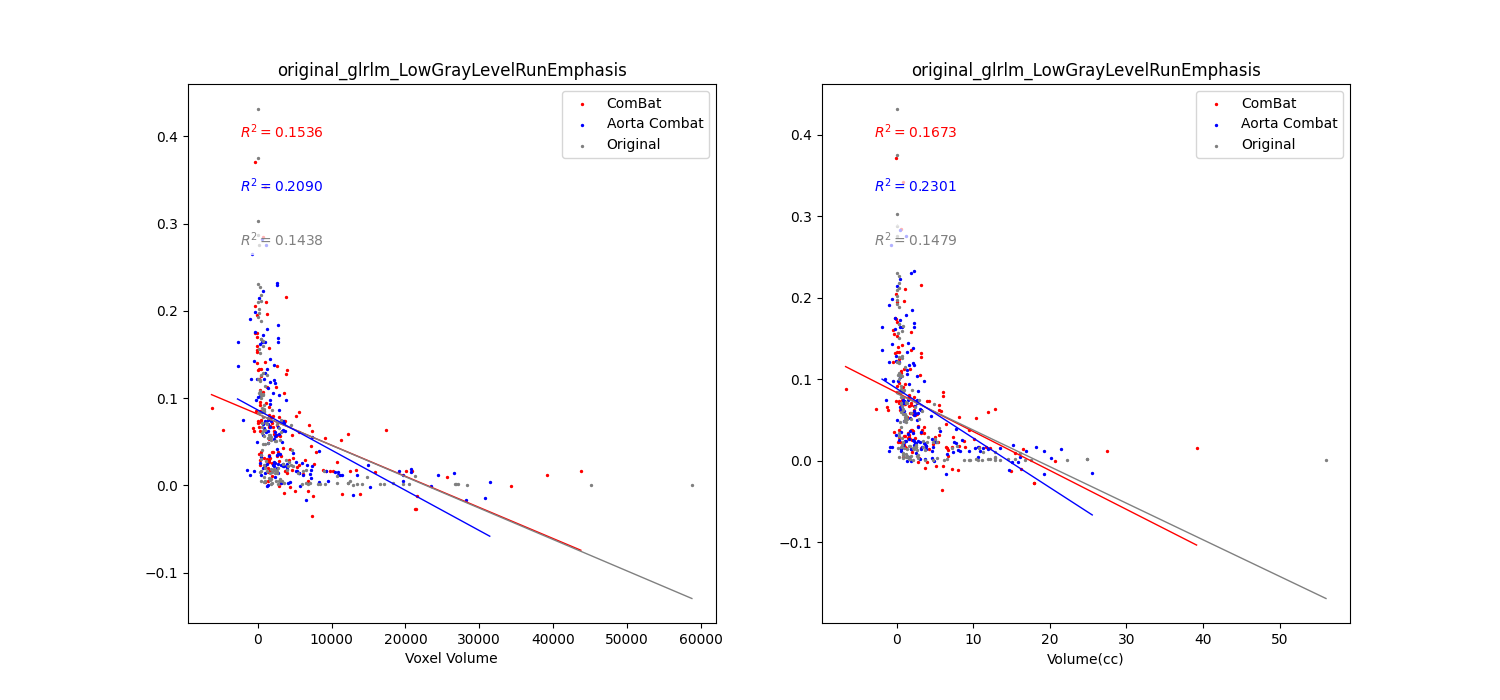 original_glrlm_LowGrayLevelRunEmphasis
ComBat
Aorta Combat
Original
R² = 0.1536
R² = 0.2090
R² = 0.1438
0.4
0.3
0.2
0.1
0.0
−0.1
0 10000 20000 30000 40000 50000 60000
Voxel Volume
original_glrlm_LowGrayLevelRunEmphasis
ComBat
Aorta Combat
Original
R² = 0.1673
R² = 0.2301
R² = 0.1479
0.4
0.3
0.2
0.1
0.0
−0.1
0 10 20 30 40 50
Volume(cc)